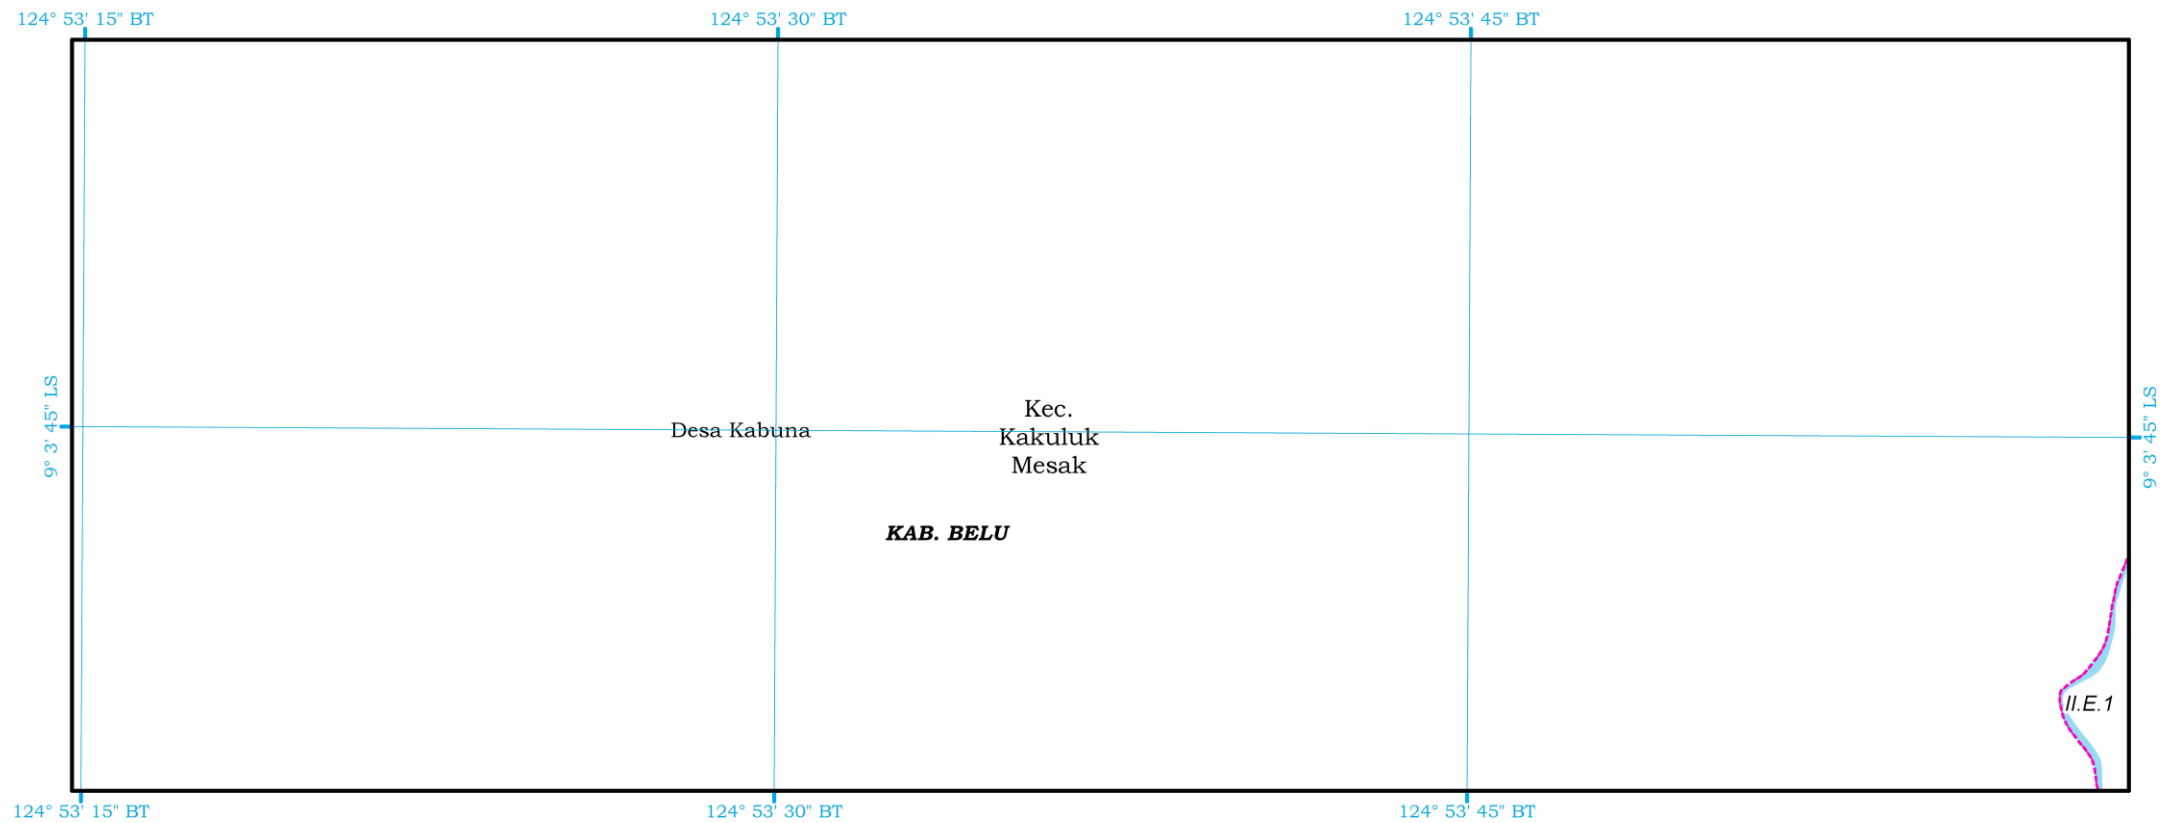 124° 53' 15" BT
124° 53' 30" BT
124° 53' 45" BT
9° 3' 45" LS
9° 3' 45" LS
Kec.
Kakuluk
Mesak
Desa Kabuna
KAB. BELU
II.E.1
124° 53' 15" BT
124° 53' 30" BT
124° 53' 45" BT